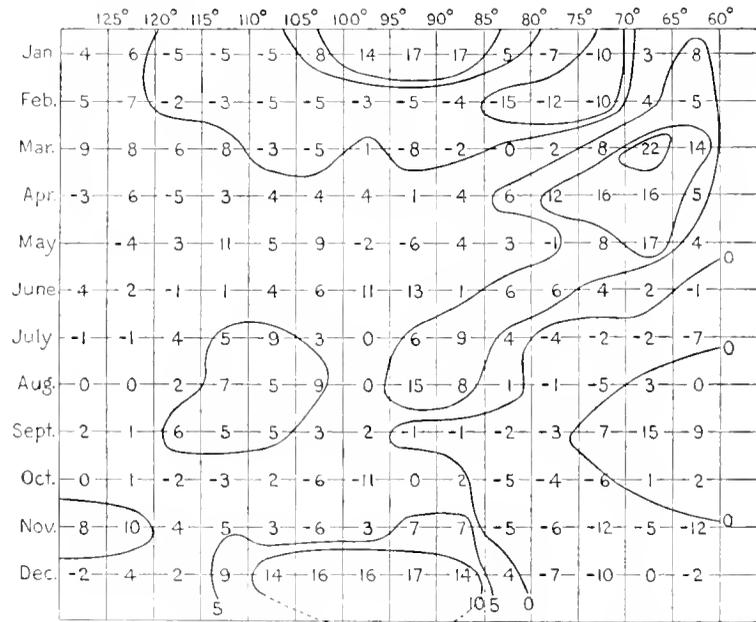 125° 120° 115° 110° 105° 100° 95° 90° 85° 80° 75° 70° 65° 60°
Jan 4 6 -5 -5 -5 8 14 17 17 5 -7 -10 3 8
Feb. 5 -7 -2 -3 -5 -5 -3 -5 -4 -15 -12 -10 4 -5
Mar. 9 8 6 8 -3 -5 1 -8 -2 0 2 8 22 14
Apr. -3 6 -5 3 4 4 4 1 4 6 12 16 16 5
May -4 3 11 5 9 -2 -6 4 3 -1 8 17 4
0
June 4 2 -1 1 4 6 11 13 1 6 6 4 2 -1
July -1 -1 4 5 9 3 0 6 9 4 -4 -2 -2 -7
0
Aug. 0 0 2 7 5 9 0 15 8 1 -1 -5 3 0
Sept. 2 1 6 5 5 3 2 -1 -1 -2 -3 7 15 9
Oct. 0 1 -2 -3 2 -6 -11 0 2 -5 -4 -6 1 2
Nov. 8 10 4 5 3 -6 3 7 7 -5 -6 -12 -5 -12
0
Dec. -2 4 2 9 14 16 16 17 14 4 -7 -10 0 -2
5 10 5 0